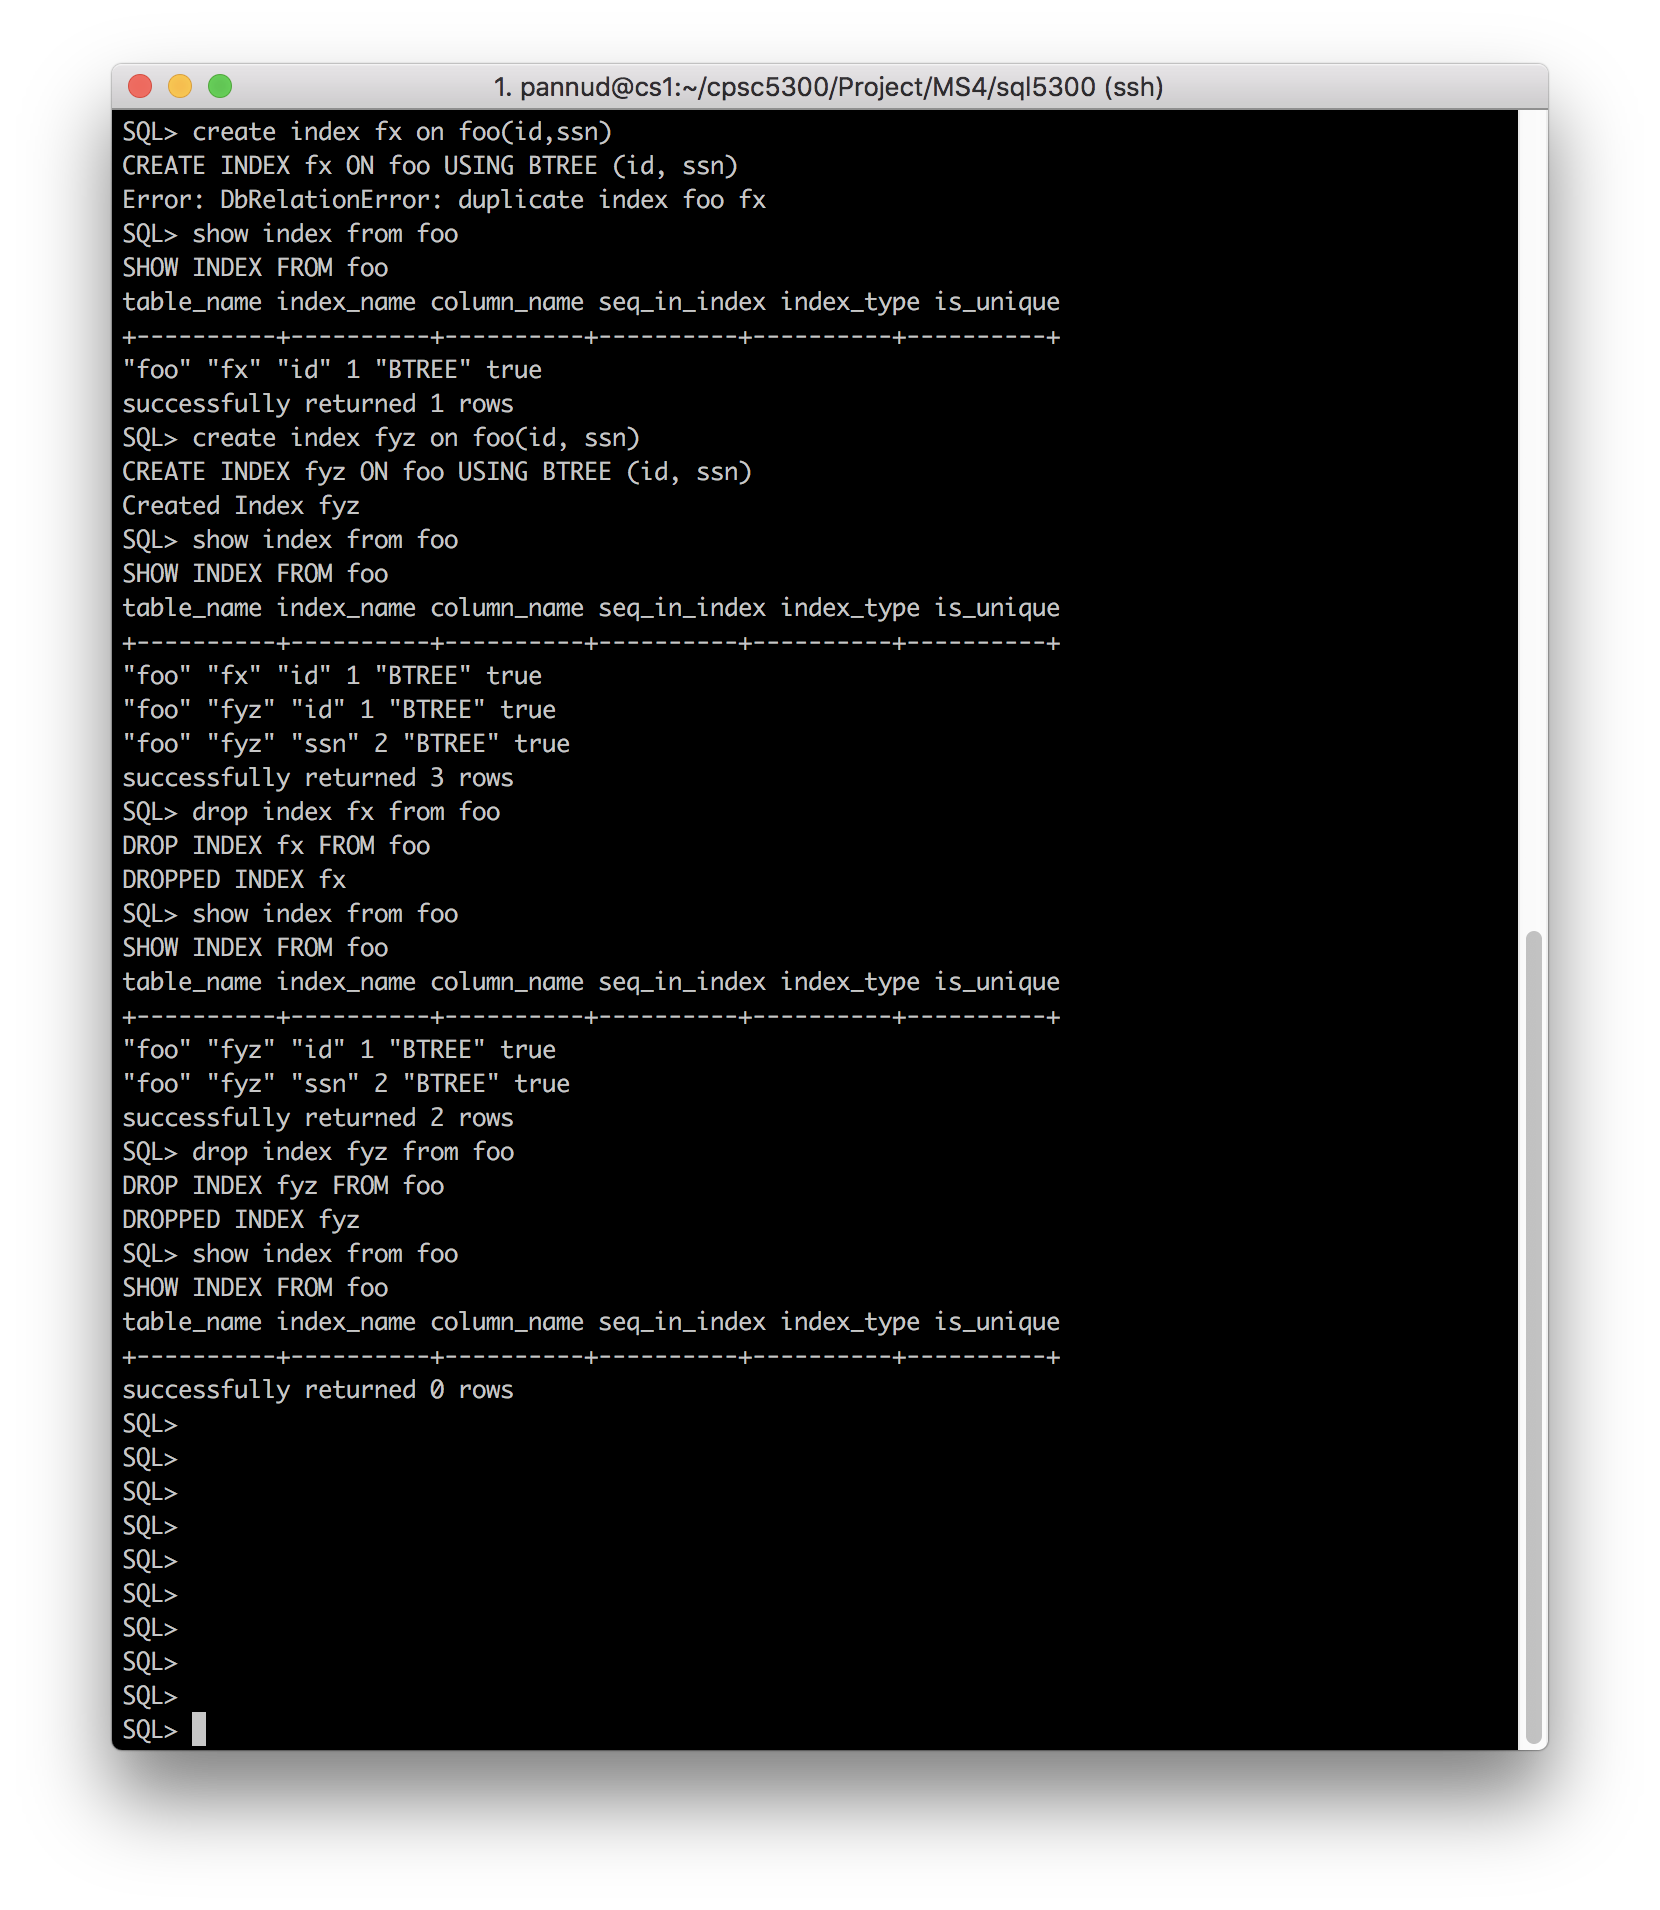 1. pannud@cs1:~/cpsc5300/Project/MS4/sql5300 (ssh)
SQL> create index fx on foo(id,ssn)
CREATE INDEX fx ON foo USING BTREE (id, ssn)
Error: DbRelationError: duplicate index foo fx
SQL> show index from foo
SHOW INDEX FROM foo
table_name index_name column_name seq_in_index index_type is_unique
+----------+----------+----------+----------+----------+----------+
"foo" "fx" "id" 1 "BTREE" true
successfully returned 1 rows
SQL> create index fyz on foo(id, ssn)
CREATE INDEX fyz ON foo USING BTREE (id, ssn)
Created Index fyz
SQL> show index from foo
SHOW INDEX FROM foo
table_name index_name column_name seq_in_index index_type is_unique
+----------+----------+----------+----------+----------+----------+
"foo" "fx" "id" 1 "BTREE" true
"foo" "fyz" "id" 1 "BTREE" true
"foo" "fyz" "ssn" 2 "BTREE" true
successfully returned 3 rows
SQL> drop index fx from foo
DROP INDEX fx FROM foo
DROPPED INDEX fx
SQL> show index from foo
SHOW INDEX FROM foo
table_name index_name column_name seq_in_index index_type is_unique
+----------+----------+----------+----------+----------+----------+
"foo" "fyz" "id" 1 "BTREE" true
"foo" "fyz" "ssn" 2 "BTREE" true
successfully returned 2 rows
SQL> drop index fyz from foo
DROP INDEX fyz FROM foo
DROPPED INDEX fyz
SQL> show index from foo
SHOW INDEX FROM foo
table_name index_name column_name seq_in_index index_type is_unique
+----------+----------+----------+----------+----------+----------+
successfully returned 0 rows
SQL>
SQL>
SQL>
SQL>
SQL>
SQL>
SQL>
SQL>
SQL>
SQL>